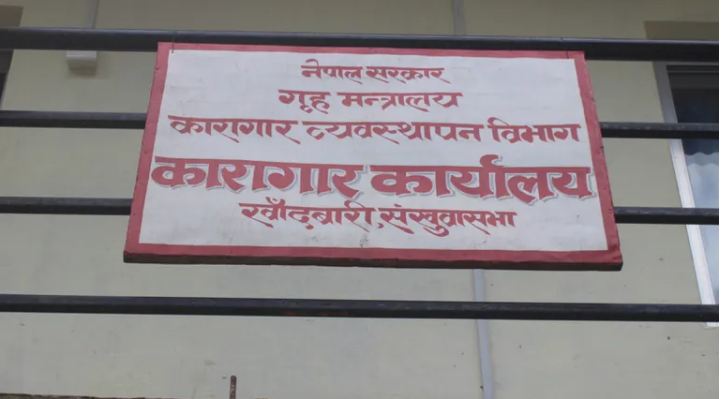 नेपाल सरकार
गृह मन्त्रालय
कारागार व्यवस्थापन विभाग
कारागार कार्यालय
खाँदबारी, संखुवासभा